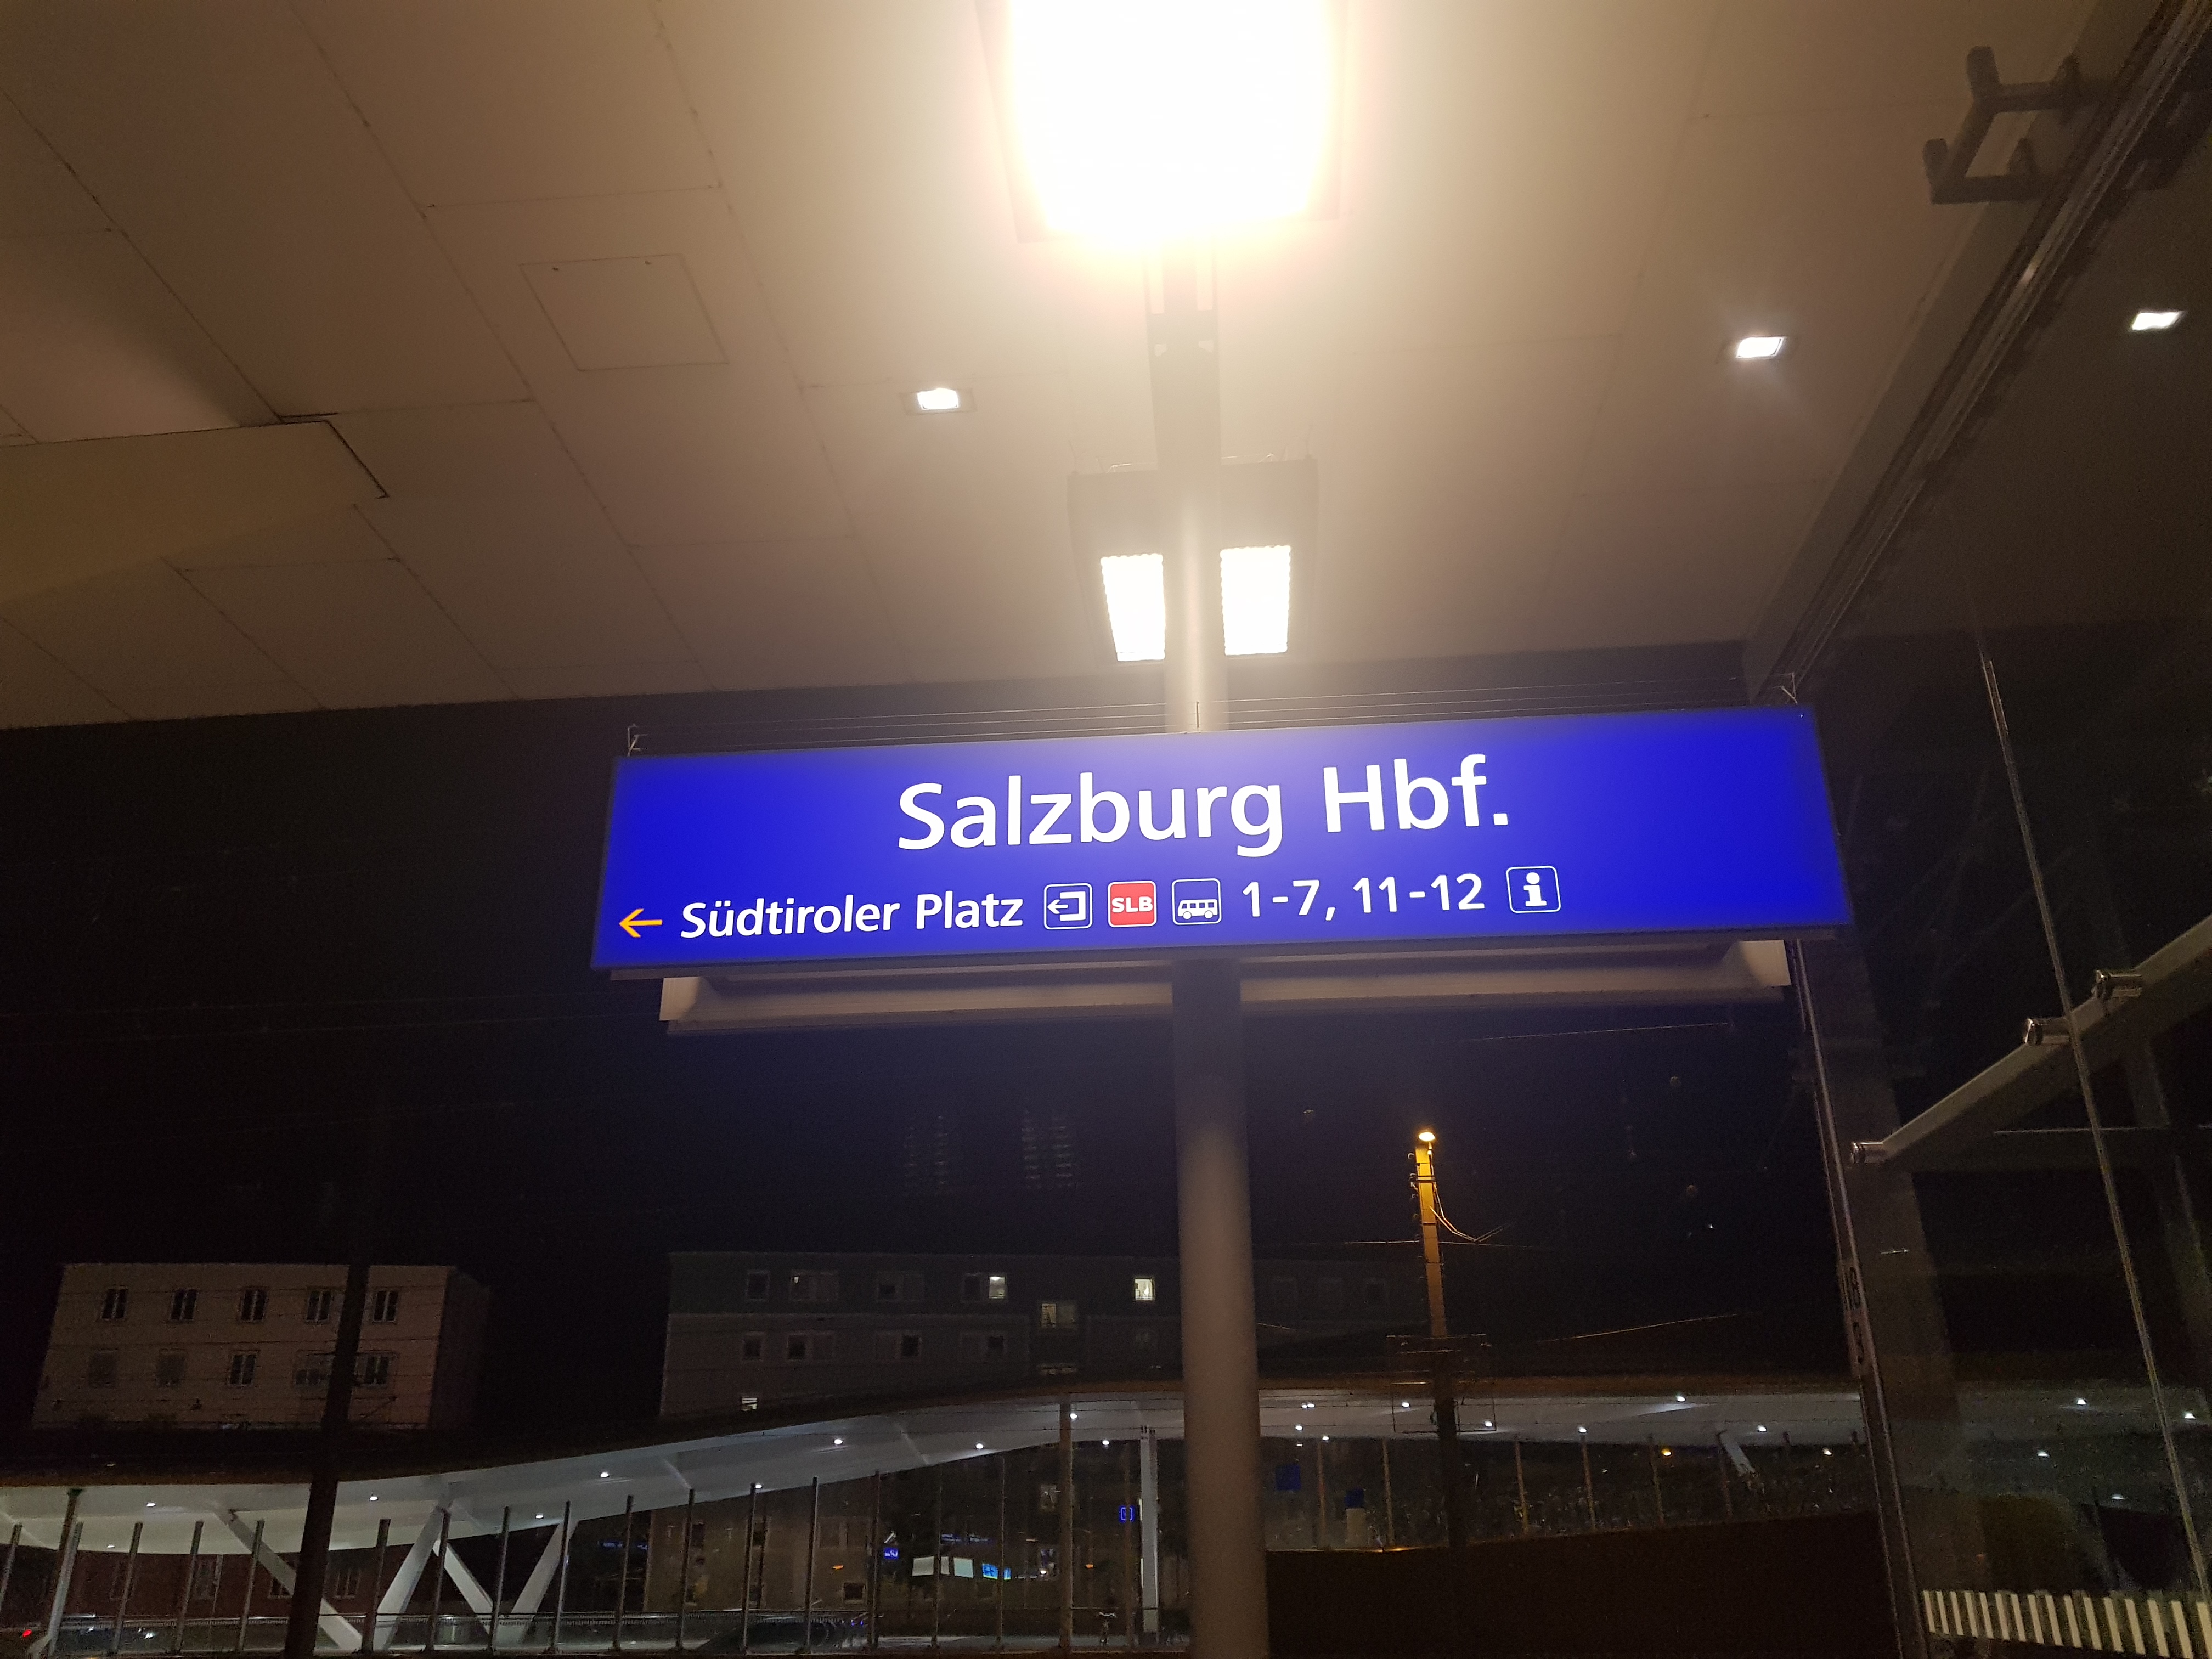 Salzburg Hbf.
← Südtiroler Platz SLB 1-7, 11-12 i